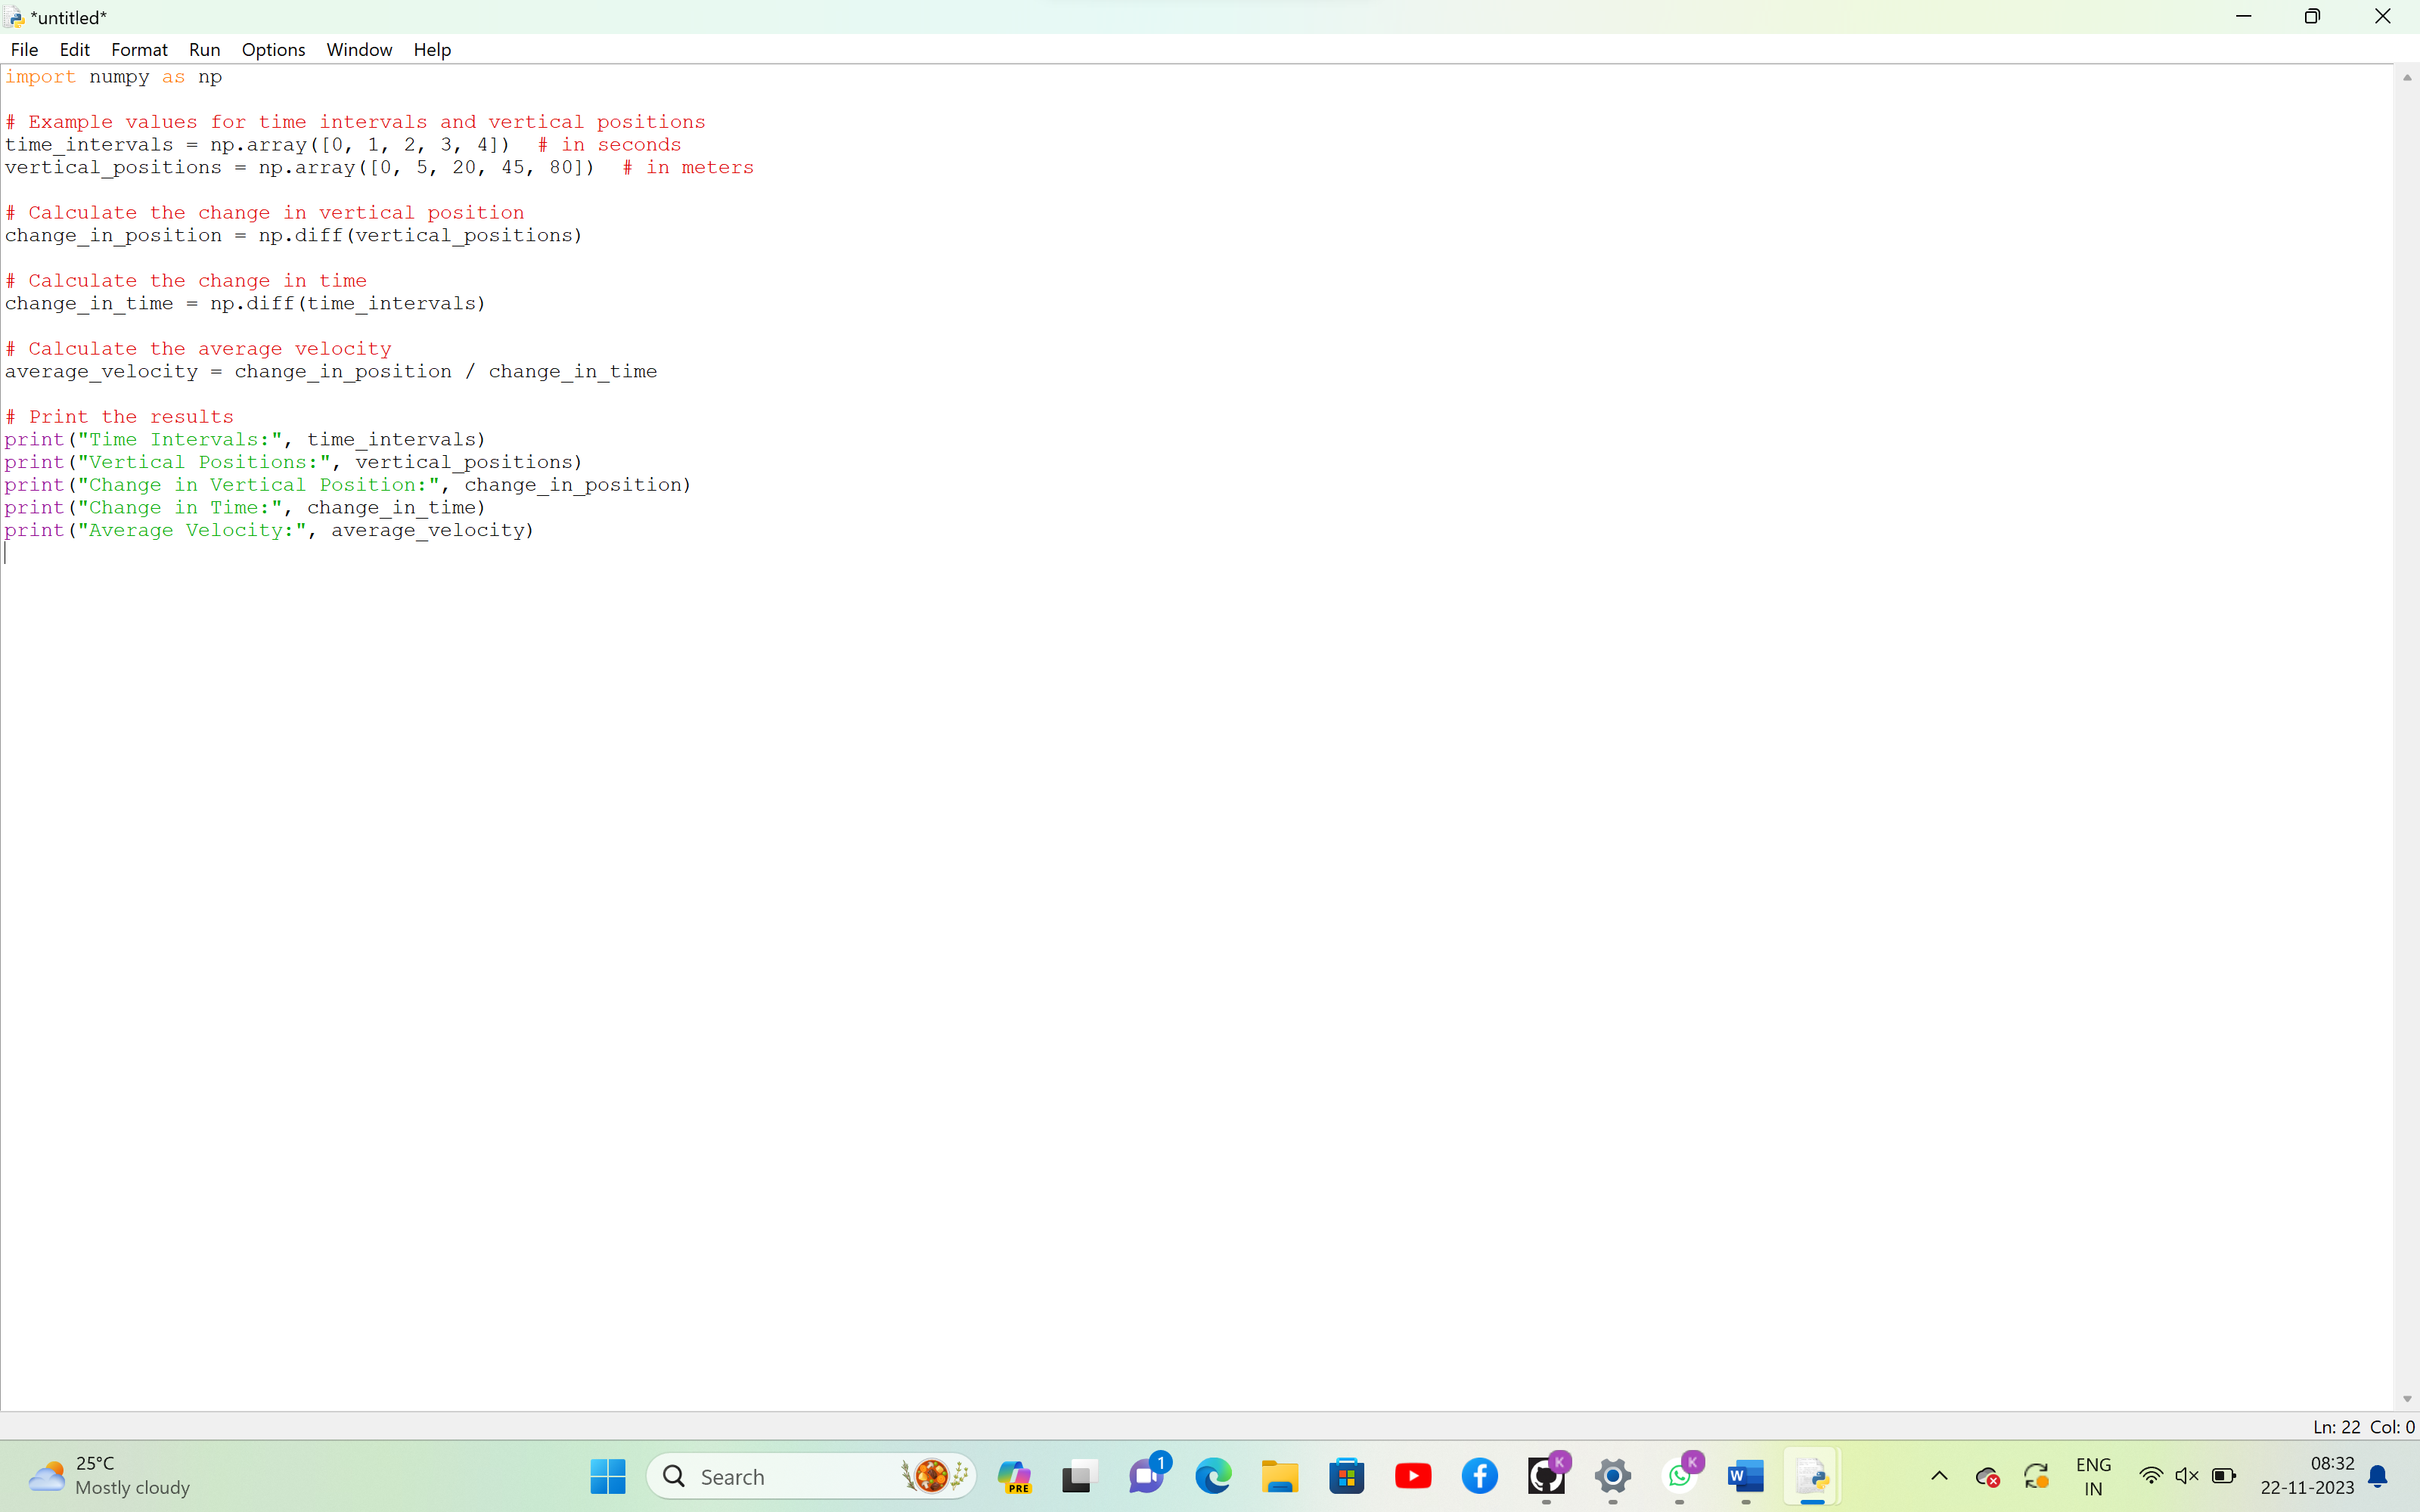 *untitled*
File Edit Format Run Options Window Help
import numpy as np
# Example values for time intervals and vertical positions
time_intervals = np.array([0, 1, 2, 3, 4])  # in seconds
vertical_positions = np.array([0, 5, 20, 45, 80])  # in meters
# Calculate the change in vertical position
change_in_position = np.diff(vertical_positions)
# Calculate the change in time
change_in_time = np.diff(time_intervals)
# Calculate the average velocity
average_velocity = change_in_position / change_in_time
# Print the results
print("Time Intervals:", time_intervals)
print("Vertical Positions:", vertical_positions)
print("Change in Vertical Position:", change_in_position)
print("Change in Time:", change_in_time)
print("Average Velocity:", average_velocity)
Ln: 22 Col: 0
25°C
Mostly cloudy
Search
PRE
1
K
K
W
ENG
IN
08:32
22-11-2023